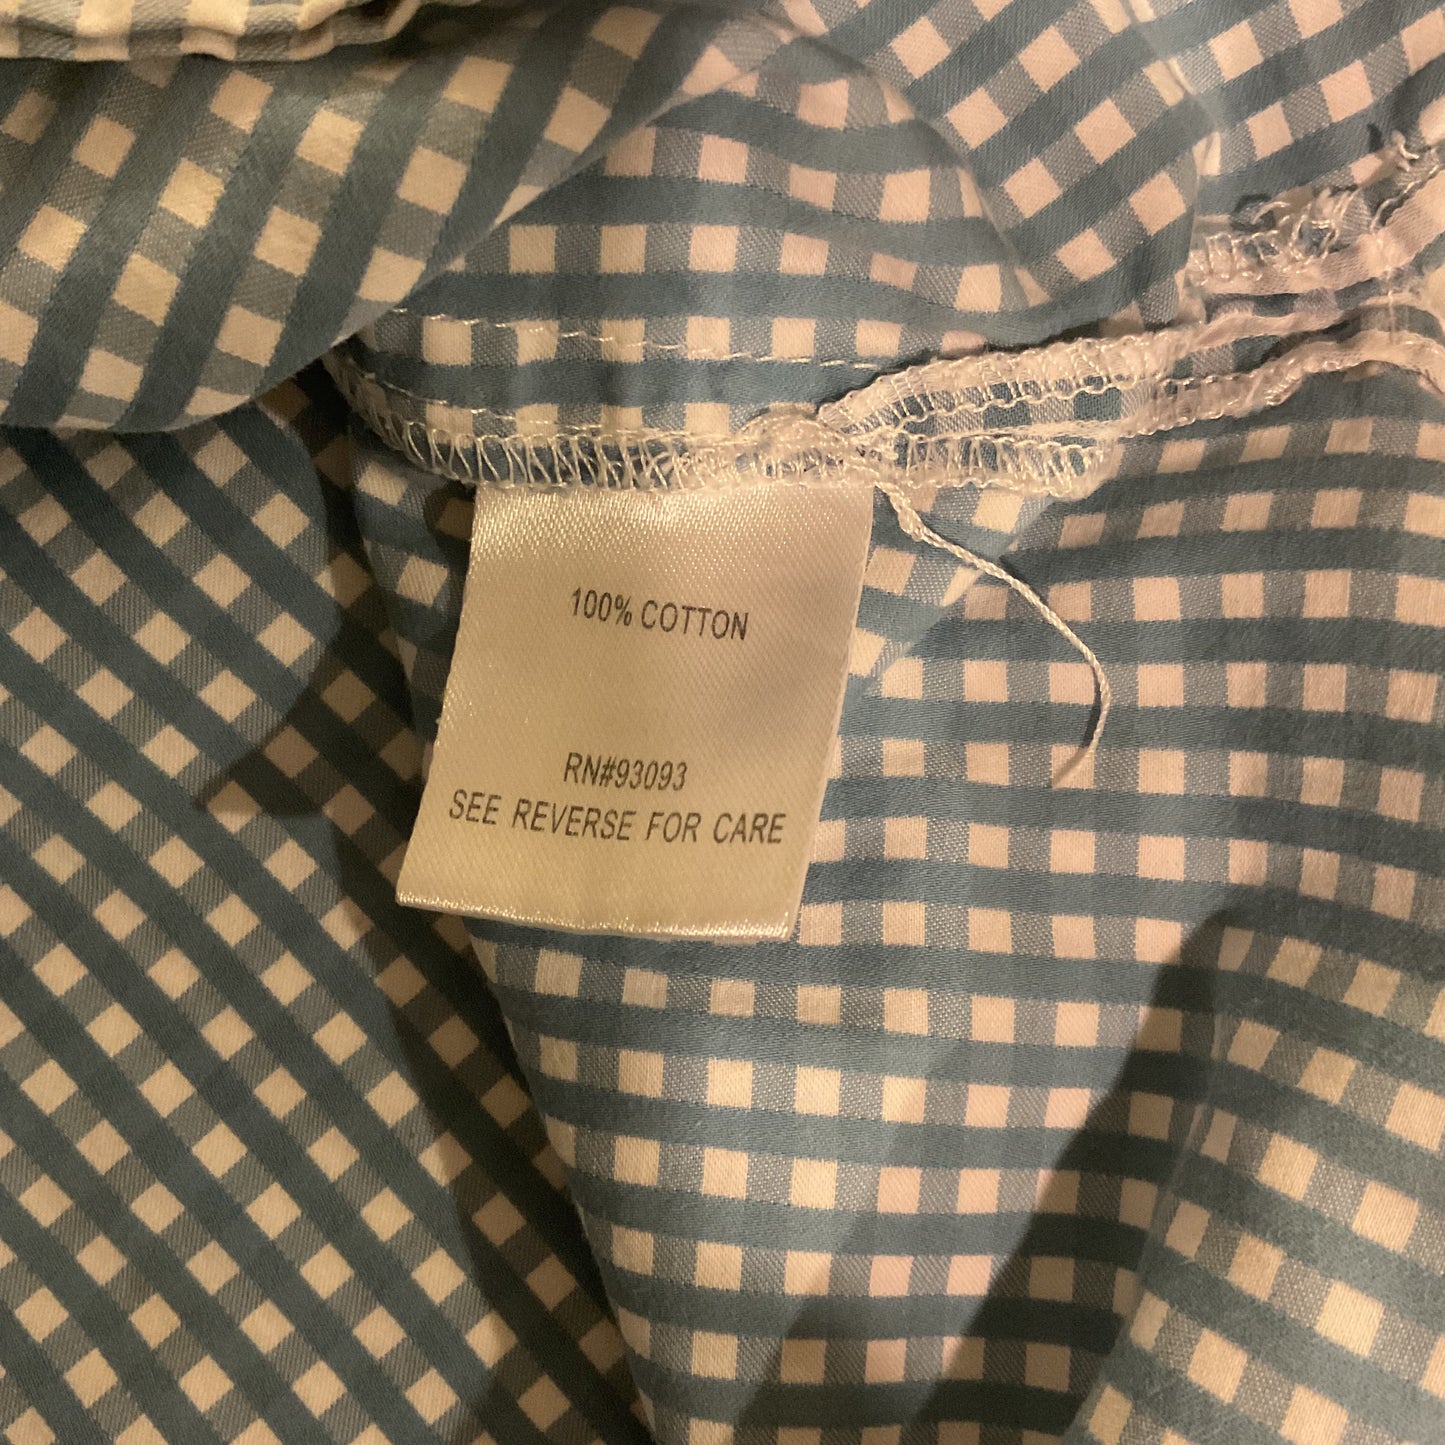 100% COTTON
RN#93093
SEE REVERSE FOR CARE